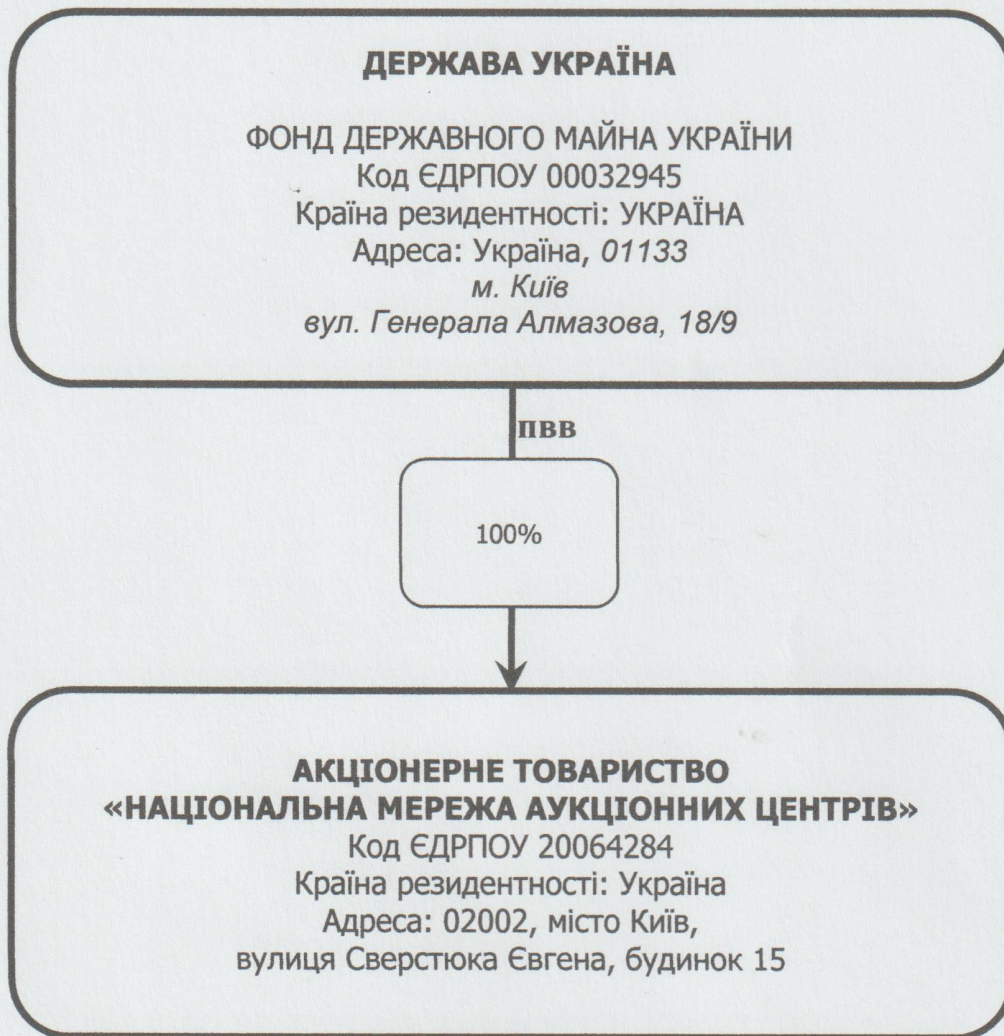 ДЕРЖАВА УКРАЇНА
ФОНД ДЕРЖАВНОГО МАЙНА УКРАЇНИ
Код ЄДРПОУ 00032945
Країна резидентності: УКРАЇНА
Адреса: Україна, 01133
м. Київ
вул. Генерала Алмазова, 18/9
ПВВ
100%
АКЦІОНЕРНЕ ТОВАРИСТВО
«НАЦІОНАЛЬНА МЕРЕЖА АУКЦІОННИХ ЦЕНТРІВ»
Код ЄДРПОУ 20064284
Країна резидентності: Україна
Адреса: 02002, місто Київ,
вулиця Сверстюка Євгена, будинок 15